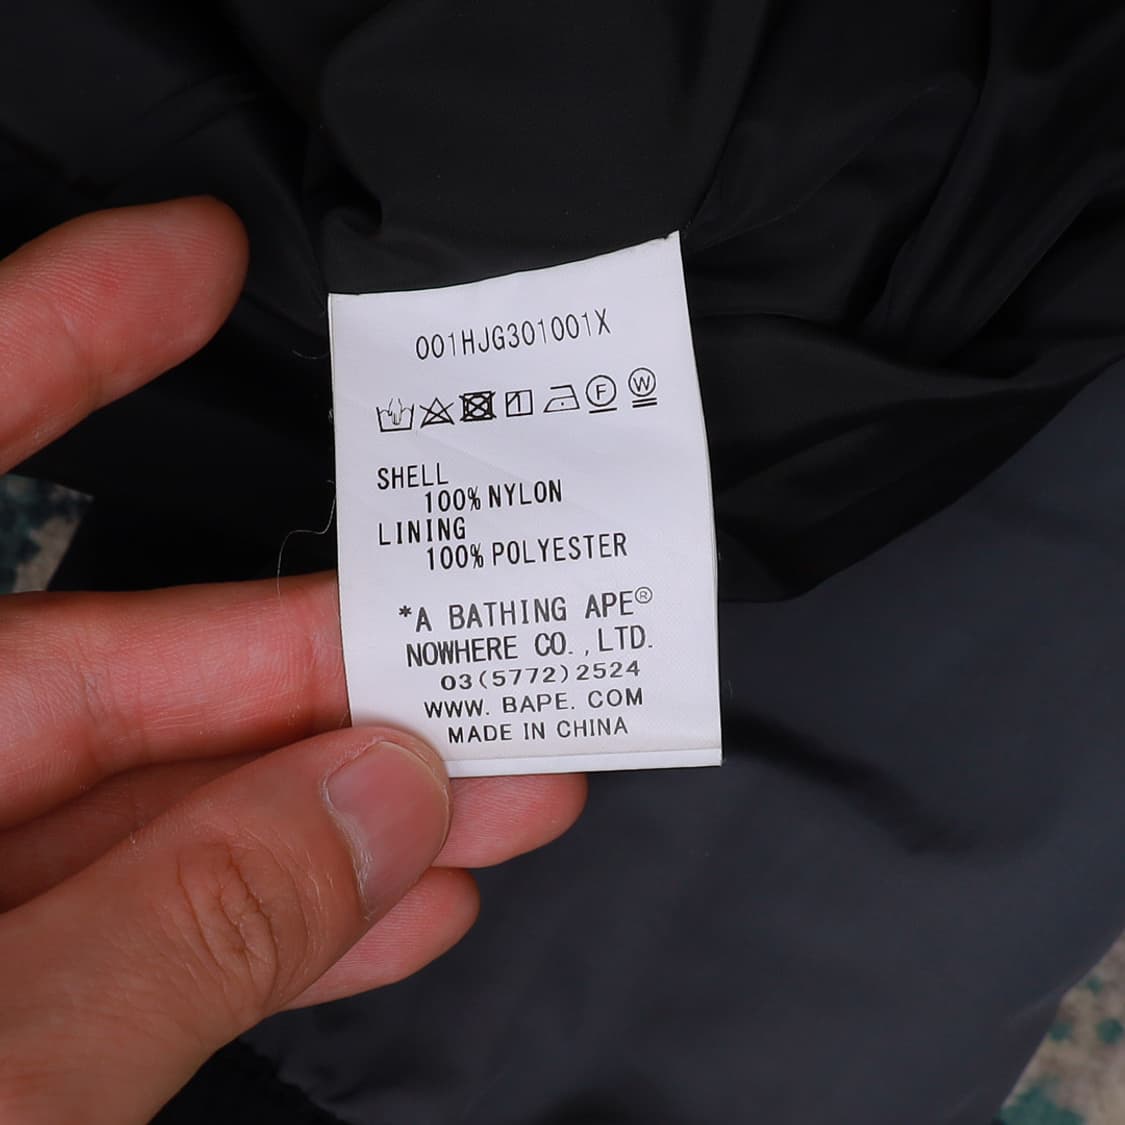 001HJG301001X
F W
SHELL
100% NYLON
LINING
100% POLYESTER
*A BATHING APE®
NOWHERE CO.,LTD.
03(5772)2524
WWW. BAPE. COM
MADE IN CHINA